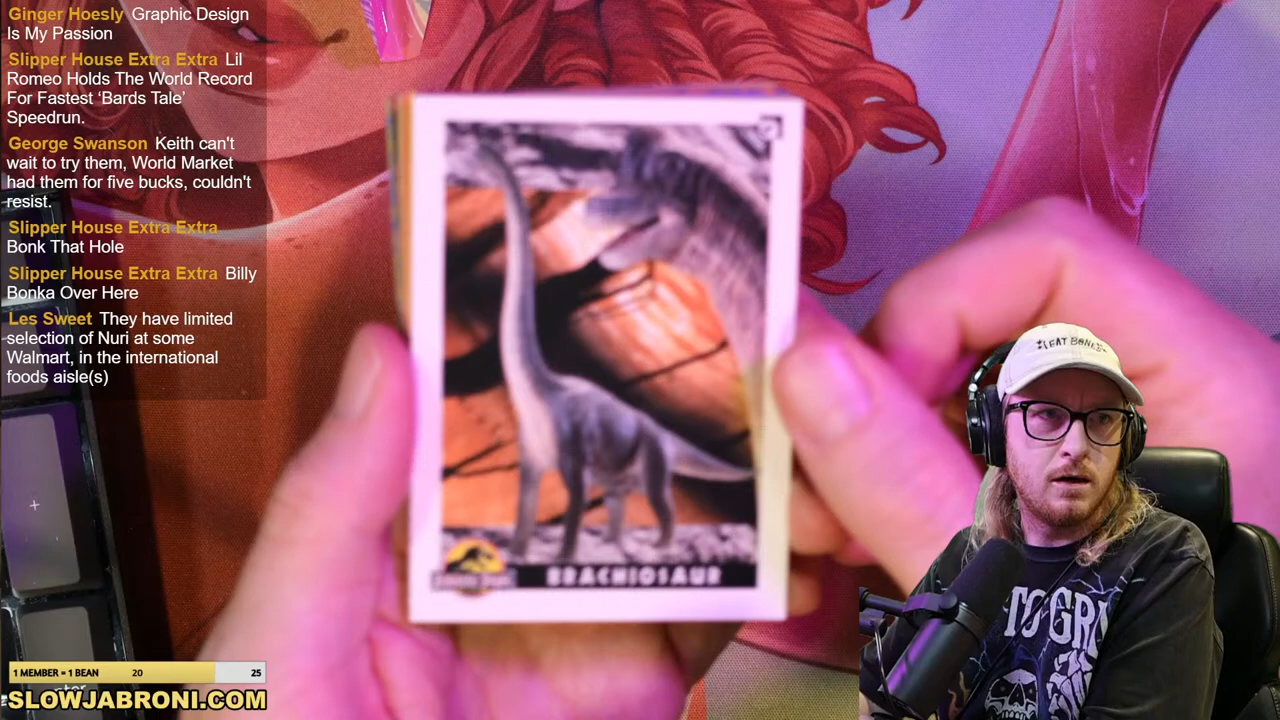 Ginger Hoesly Graphic Design
Is My Passion
Slipper House Extra Extra Lil
Romeo Holds The World Record
For Fastest ‘Bards Tale’
Speedrun.
George Swanson Keith can't
wait to try them, World Market
had them for five bucks, couldn't
resist.
Slipper House Extra Extra
Bonk That Hole
Slipper House Extra Extra Billy
Bonka Over Here
Les Sweet They have limited
selection of Nuri at some
Walmart, in the international
foods aisle(s)
BRACHIOSAUR
1 MEMBER = 1 BEAN 20 25
SLOWJABRONI.COM